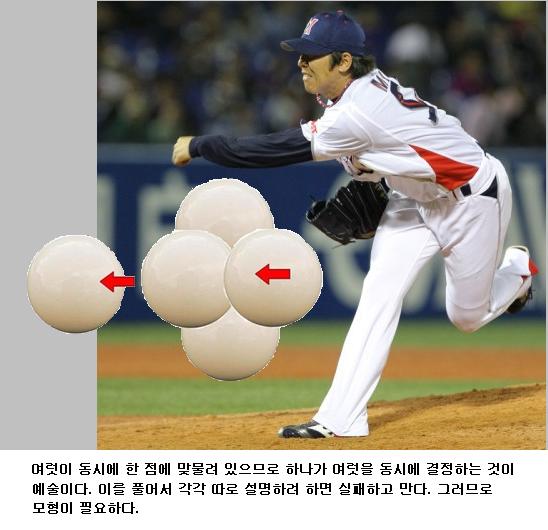 여럿이 동시에 한 점에 맞물려 있으므로 하나가 여럿을 동시에 결정하는 것이
예술이다. 이를 풀어서 각각 따로 설명하려 하면 실패하고 만다. 그러므로
모형이 필요하다.